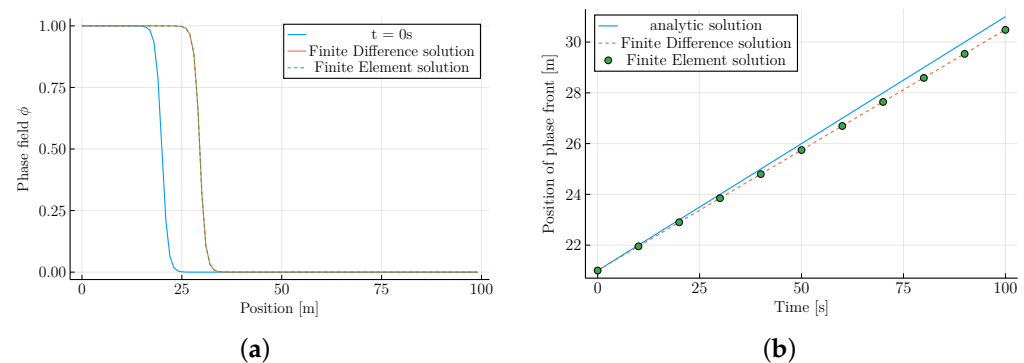 1.00
0.75
0.50
0.25
0.00
Phase field ϕ
t = 0s
Finite Difference solution
Finite Element solution
0
25
50
75
100
Position [m]
(a)
30
28
26
24
22
Position of phase front [m]
analytic solution
Finite Difference solution
Finite Element solution
0
25
50
75
100
Time [s]
(b)